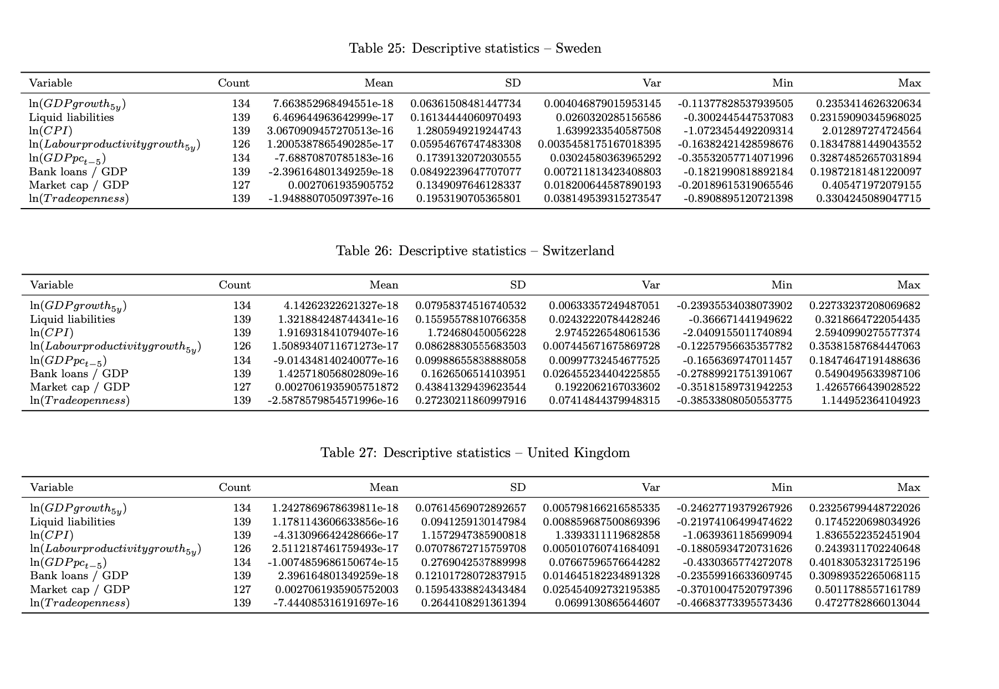 Table 25: Descriptive statistics – Sweden
Variable Count Mean SD Var Min Max
ln(GDPgrowth5y) 134 7.663852968494551e-18 0.06361508481447734 0.004046879015953145 -0.11377828537939505 0.2353414626320634
Liquid liabilities 139 6.469644963642999e-17 0.16134444060970493 0.0260320285156586 -0.3002445447537083 0.23159090345968025
ln(CPI) 139 3.0670909457270513e-16 1.2805949219244743 1.6399233540587508 -1.0723454492209314 2.012897274724564
ln(Labourproductivitygrowth5y) 126 1.2005387865490285e-17 0.05954676747483308 0.0035458175167018395 -0.16382421428598676 0.18347881449043552
ln(GDPpct−5) 134 -7.68870870785183e-16 0.1739132072030555 0.03024580363965292 -0.35532057714071996 0.32874852657031894
Bank loans / GDP 139 -2.396164801349259e-18 0.08492239647707077 0.007211813423408803 -0.1821990818892184 0.19872181481220097
Market cap / GDP 127 0.0027061935905752 0.1349097646128337 0.018200644587890193 -0.20189615319065546 0.405471972079155
ln(Tradeopenness) 139 -1.948880705097397e-16 0.1953190705365801 0.038149539315273547 -0.8908895120721398 0.3304245089047715
Table 26: Descriptive statistics – Switzerland
Variable Count Mean SD Var Min Max
ln(GDPgrowth5y) 134 4.14262322621327e-18 0.07958374516740532 0.00633357249487051 -0.23935534038073902 0.22733237208069682
Liquid liabilities 139 1.321884248744341e-16 0.15595578810766358 0.02432220784428246 -0.366671441949622 0.3218664722054435
ln(CPI) 139 1.916931841079407e-16 1.724680450056228 2.9745226548061536 -2.0409155011740894 2.5940990275577374
ln(Labourproductivitygrowth5y) 126 1.5089340711671273e-17 0.08628830555683503 0.007445671675869728 -0.12257956635357782 0.35381587684447063
ln(GDPpct−5) 134 -9.014348140240077e-16 0.09988655838888058 0.00997732454677525 -0.1656369747011457 0.18474647191488636
Bank loans / GDP 139 1.425718056802809e-16 0.1626506514103951 0.026455234404225855 -0.27889921751391067 0.5490495633987106
Market cap / GDP 127 0.0027061935905751872 0.43841329439623544 0.1922062167033602 -0.35181589731942253 1.4265766439028522
ln(Tradeopenness) 139 -2.5878579854571996e-16 0.27230211860997916 0.07414844379948315 -0.38533808050553775 1.144952364104923
Table 27: Descriptive statistics – United Kingdom
Variable Count Mean SD Var Min Max
ln(GDPgrowth5y) 134 1.2427869678639811e-18 0.07614569072892657 0.005798166216585335 -0.24627719379267926 0.23256799448722026
Liquid liabilities 139 1.1781143606633856e-16 0.0941259130147984 0.008859687500869396 -0.21974106499474622 0.1745220698034926
ln(CPI) 139 -4.313096642428666e-17 1.1572947385900818 1.3393311119682858 -1.0639361185699094 1.8365522352451904
ln(Labourproductivitygrowth5y) 126 2.5112187461759493e-17 0.07078672715759708 0.005010760741684091 -0.18805934720731626 0.2439311702240648
ln(GDPpct−5) 134 -1.0074859686150674e-15 0.2769042537889998 0.07667596576644282 -0.4330365774272078 0.40183053231725196
Bank loans / GDP 139 2.396164801349259e-18 0.12101728072837915 0.014645182234891328 -0.23559916633609745 0.30989352265068115
Market cap / GDP 127 0.0027061935905752003 0.15954338824343484 0.025454092732195385 -0.37010047520797396 0.5011788557161789
ln(Tradeopenness) 139 -7.444085316191697e-16 0.2644108291361394 0.0699130865644607 -0.46683773395573436 0.4727782866013044